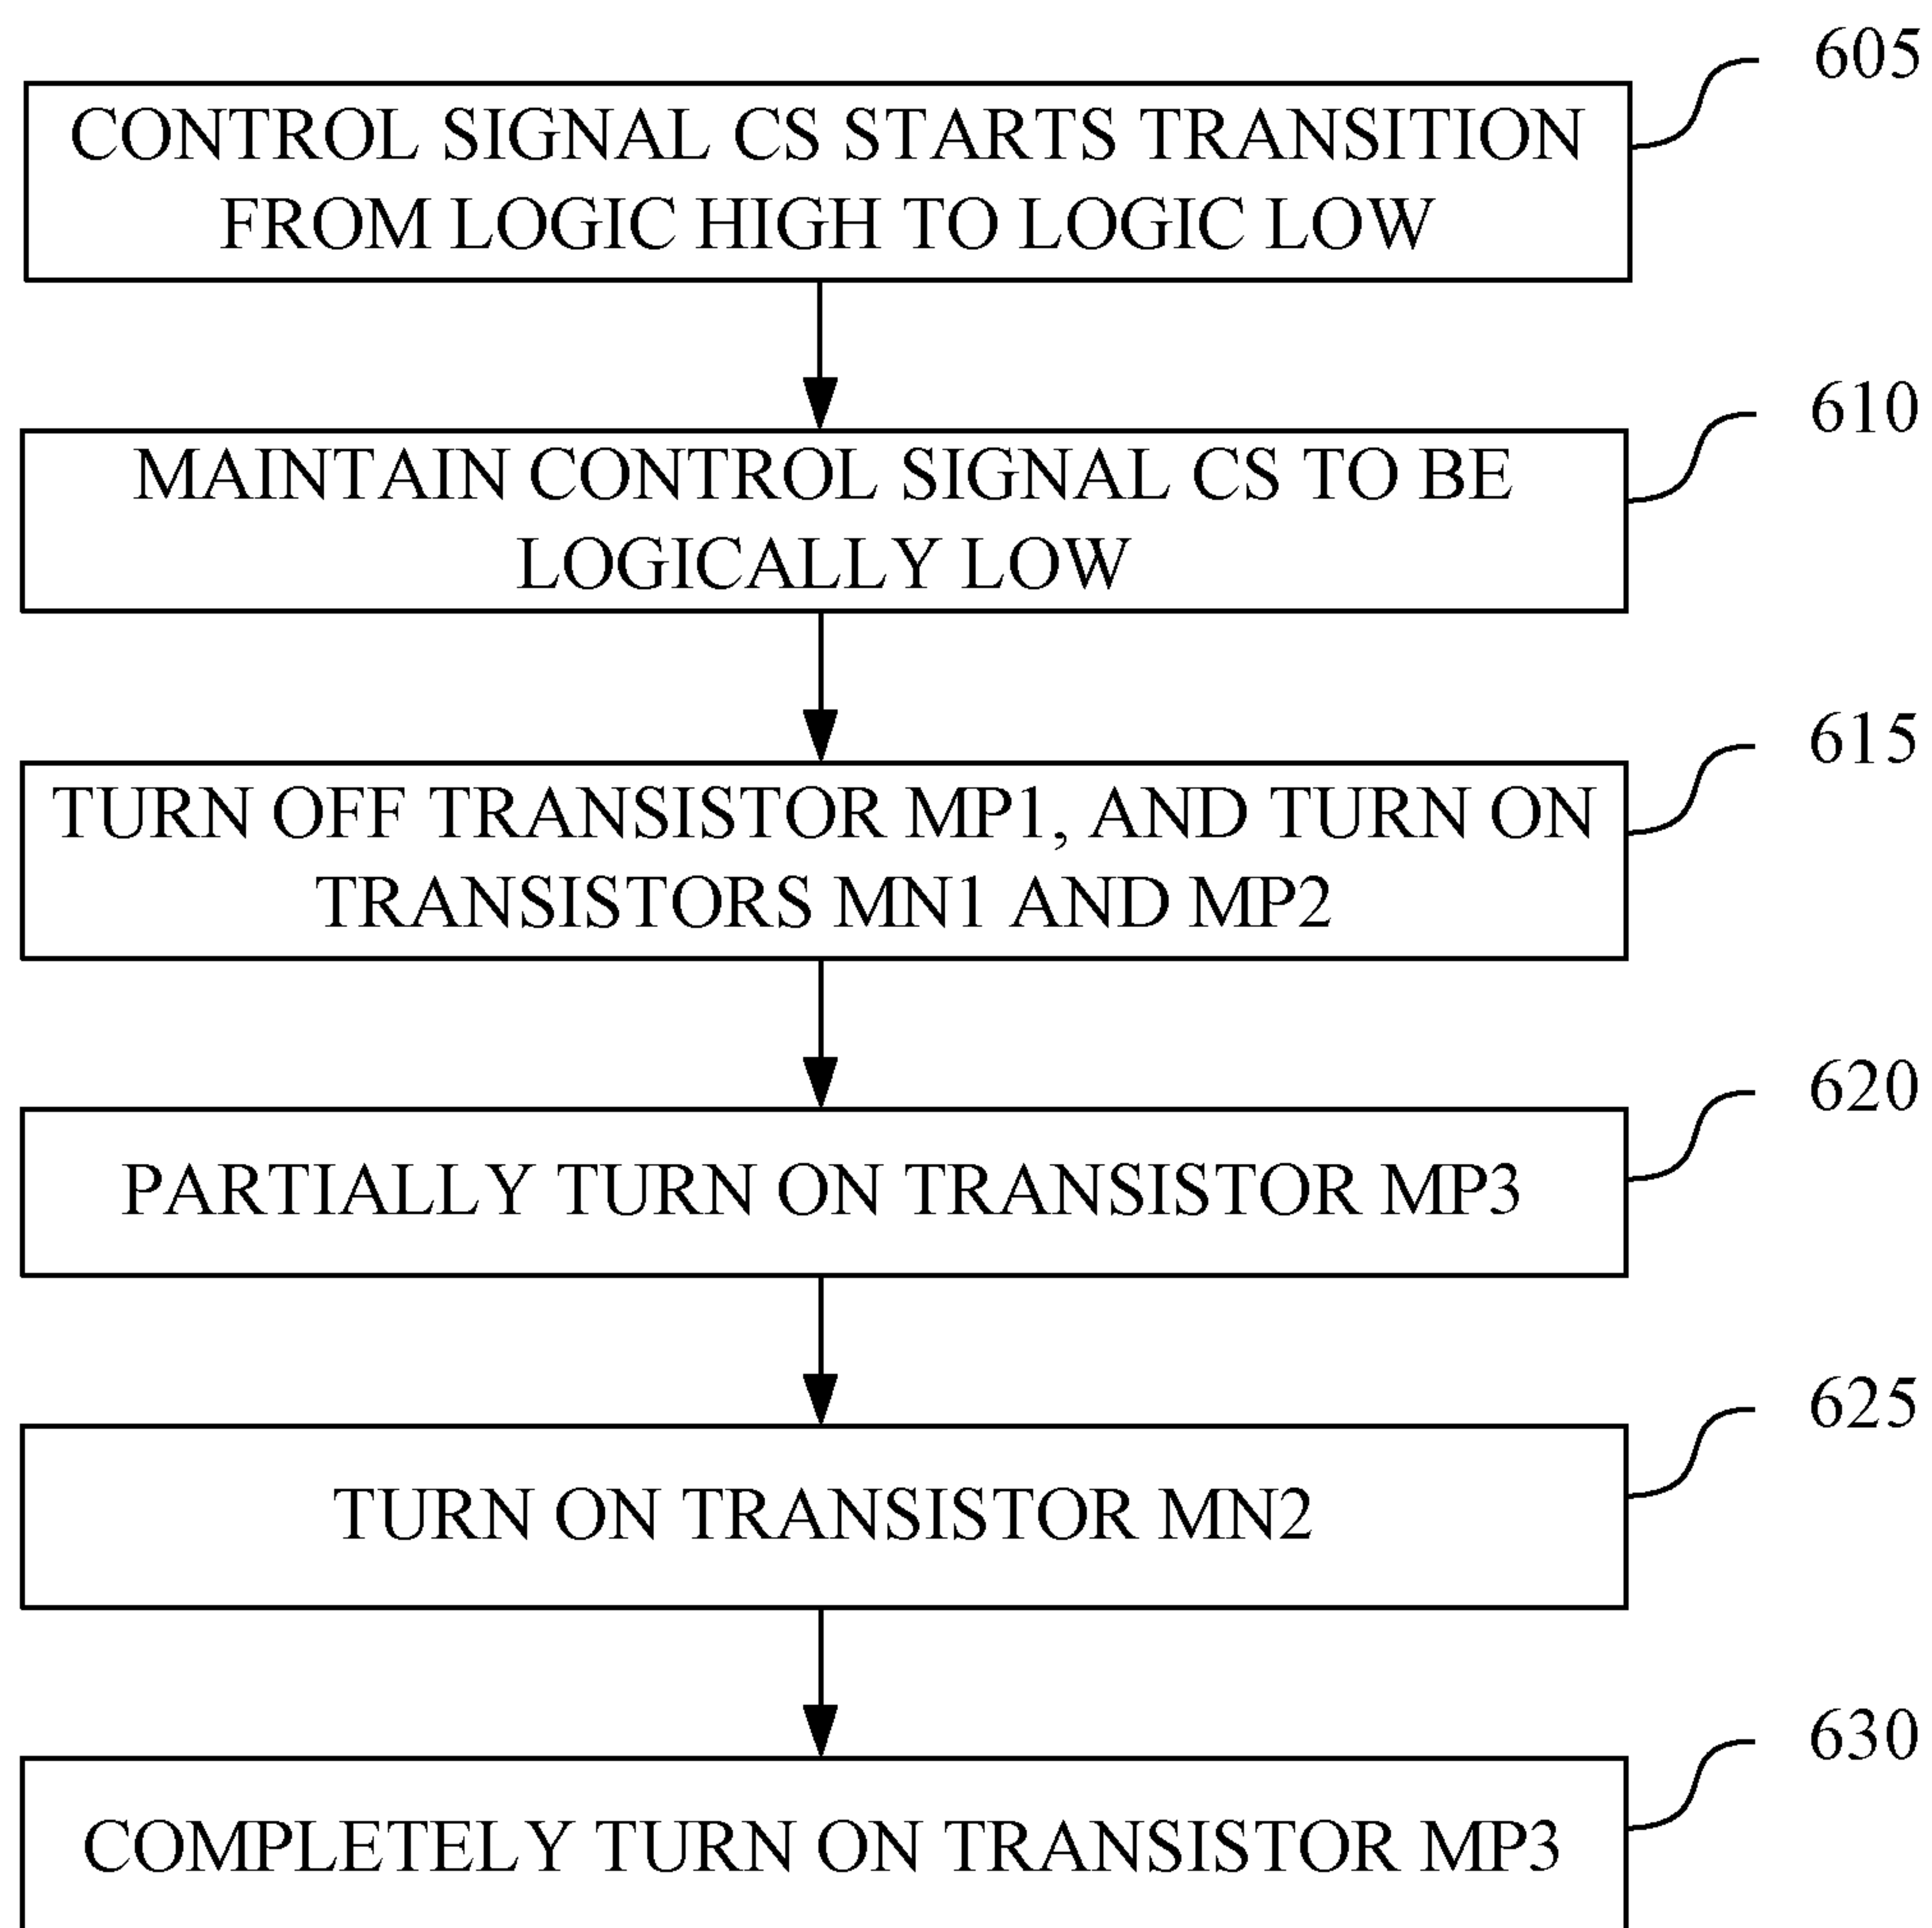 605
CONTROL SIGNAL CS STARTS TRANSITION
FROM LOGIC HIGH TO LOGIC LOW
610
MAINTAIN CONTROL SIGNAL CS TO BE
LOGICALLY LOW
615
TURN OFF TRANSISTOR MP1, AND TURN ON
TRANSISTORS MN1 AND MP2
620
PARTIALLY TURN ON TRANSISTOR MP3
625
TURN ON TRANSISTOR MN2
630
COMPLETELY TURN ON TRANSISTOR MP3